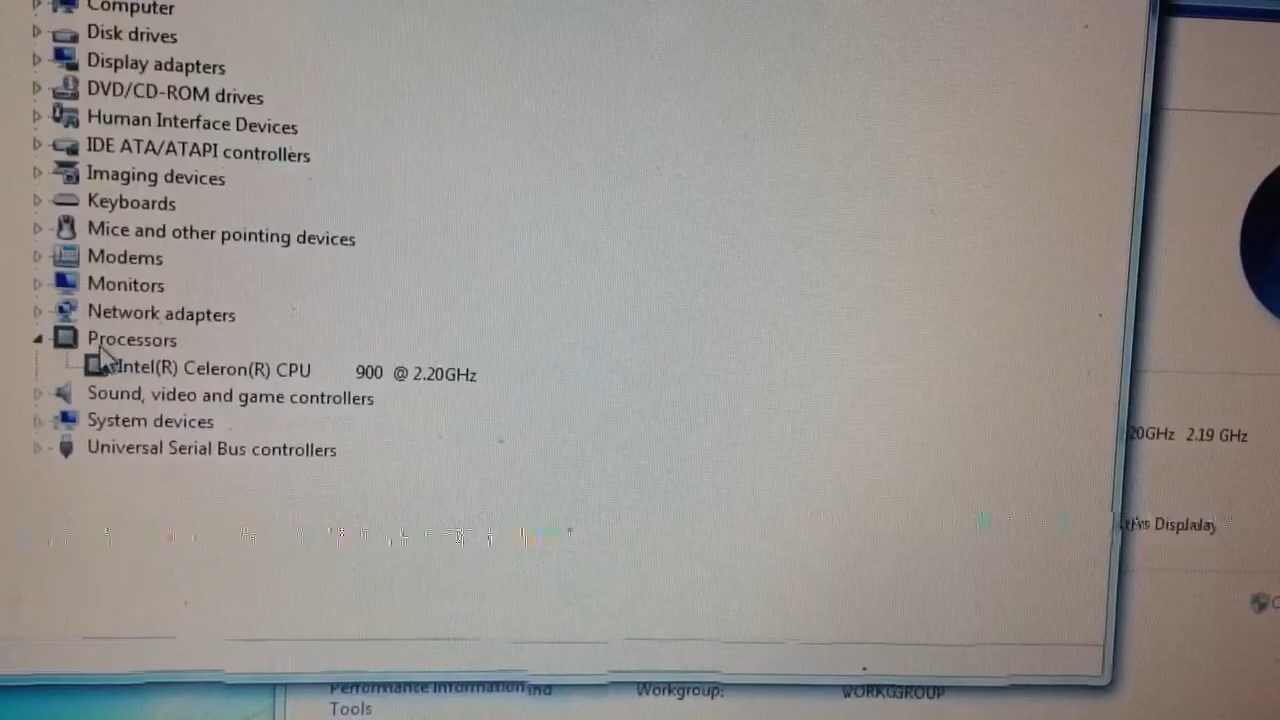 Computer
Disk drives
Display adapters
DVD/CD-ROM drives
Human Interface Devices
IDE ATA/ATAPI controllers
Imaging devices
Keyboards
Mice and other pointing devices
Modems
Monitors
Network adapters
Processors
Intel(R) Celeron(R) CPU 900 @ 2.20GHz
Sound, video and game controllers
System devices
Universal Serial Bus controllers
20GHz 2.19 GHz
Performance Information and
Tools
Workgroup: WORKGROUP